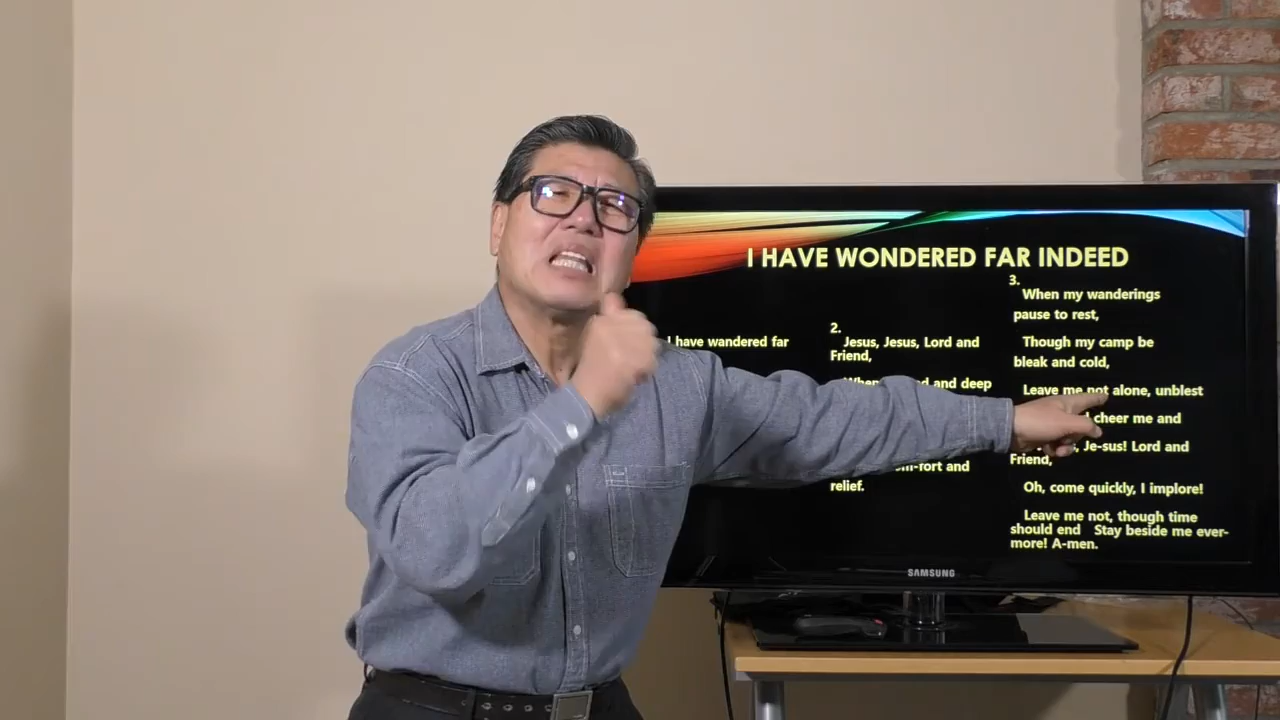 I HAVE WONDERED FAR INDEED
I have wandered far
2.
Jesus, Jesus, Lord and
Friend,
and deep
and
relief.
3.
When my wanderings
pause to rest,
Though my camp be
bleak and cold,
Leave me not alone, unblest
cheer me and
Je-sus! Lord and
Friend,
Oh, come quickly, I implore!
Leave me not, though time
should end Stay beside me ever-
more! A-men.
SAMSUNG